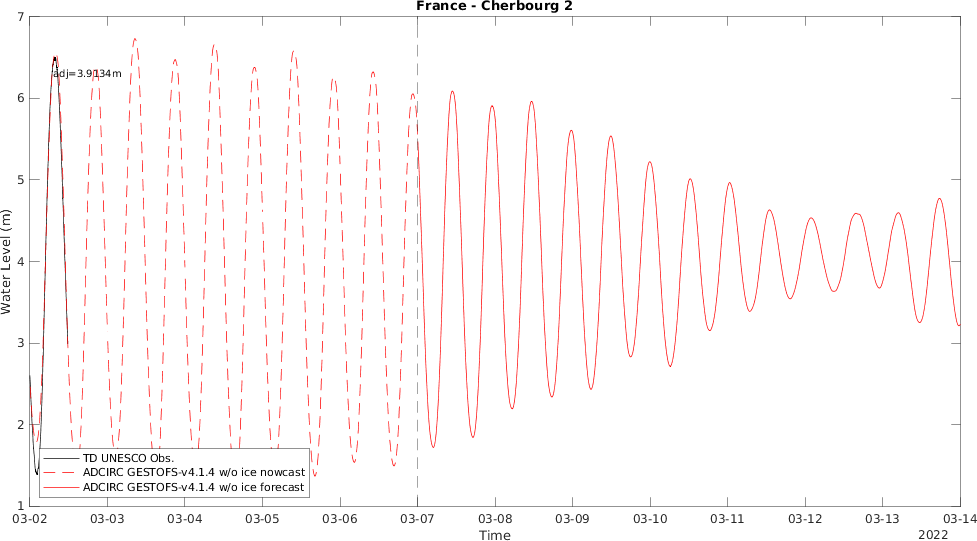 France - Cherbourg 2
7
adj=3.9134m
6
5
4
3
2
1
Water Level (m)
TD UNESCO Obs.
ADCIRC GESTOFS-v4.1.4 w/o ice nowcast
ADCIRC GESTOFS-v4.1.4 w/o ice forecast
03-02 03-03 03-04 03-05 03-06 03-07 03-08 03-09 03-10 03-11 03-12 03-13 03-14
Time
2022